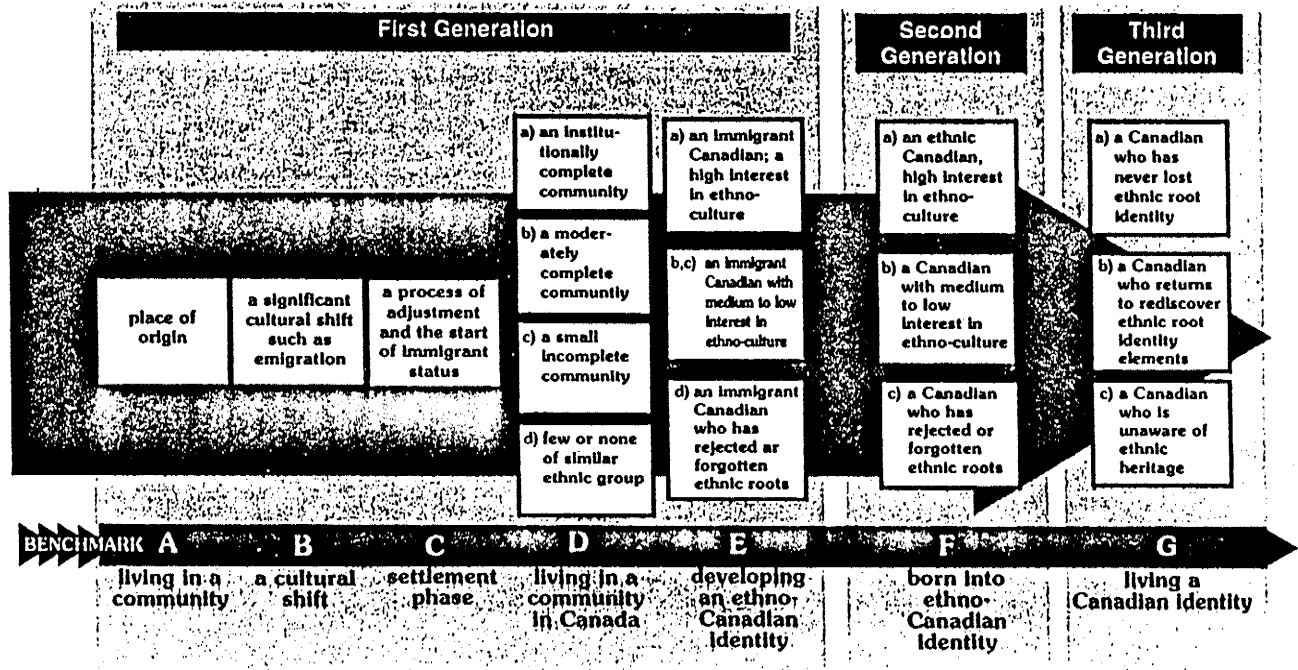 First Generation
Second
Generation
Third
Generation
place of
origin
a significant
cultural shift
such as
emigration
a process of
adjustment
and the start
of immigrant
status
a) an institu-
tionally
complete
community
b) a moder-
ately
complete
community
c) a small
incomplete
community
d) few or none
of similar
ethnic group
a) an immigrant
Canadian; a
high interest
in ethno-
culture
b,c) an immigrant
Canadian with
medium to low
interest in
ethno-culture
d) an immigrant
Canadian
who has
rejected or
forgotten
ethnic roots
a) an ethnic
Canadian,
high interest
in ethno-
culture
b) a Canadian
with medium
to low
interest in
ethno-culture
c) a Canadian
who has
rejected or
forgotten
ethnic roots
a) a Canadian
who has
never lost
ethnic root
identity
b) a Canadian
who returns
to rediscover
ethnic root
identity
elements
c) a Canadian
who is
unaware of
ethnic
heritage
BENCHMARK A B C D E F G
living in a
community
a cultural
shift
settlement
phase
living in a
community
in Canada
developing
an ethno-
Canadian
identity
born into
ethno-
Canadian
identity
living a
Canadian identity